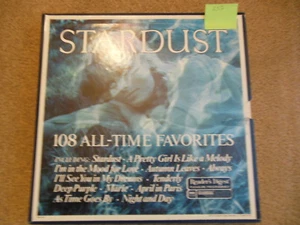 STARDUST
108 ALL-TIME FAVORITES
INCLUDING: Stardust - A Pretty Girl Is Like a Melody
I'm in the Mood for Love - Autumn Leaves - Always
I'll See You in My Dreams - Tenderly
Deep Purple - Marie - April in Paris
As Time Goes By - Night and Day
Reader's Digest